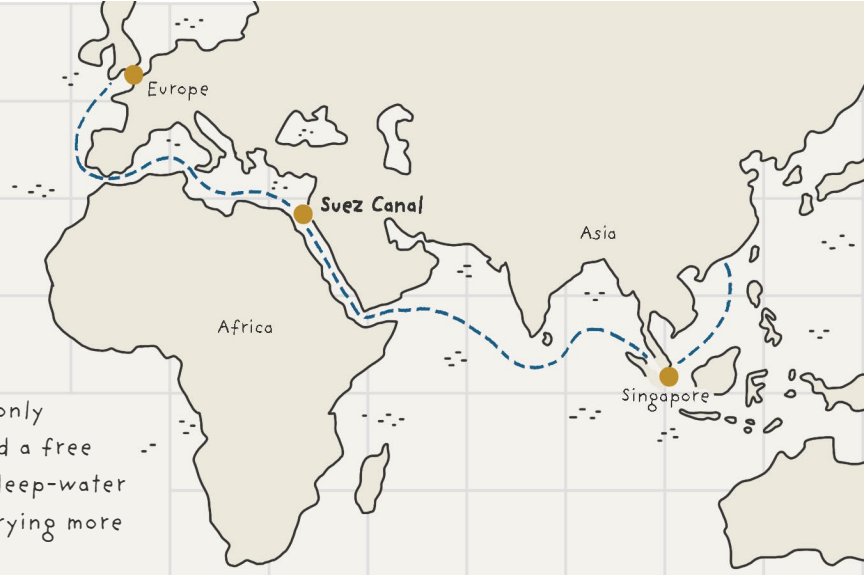 Europe
Suez Canal
Asia
Africa
Singapore
only
d a free
deep-water
rying more